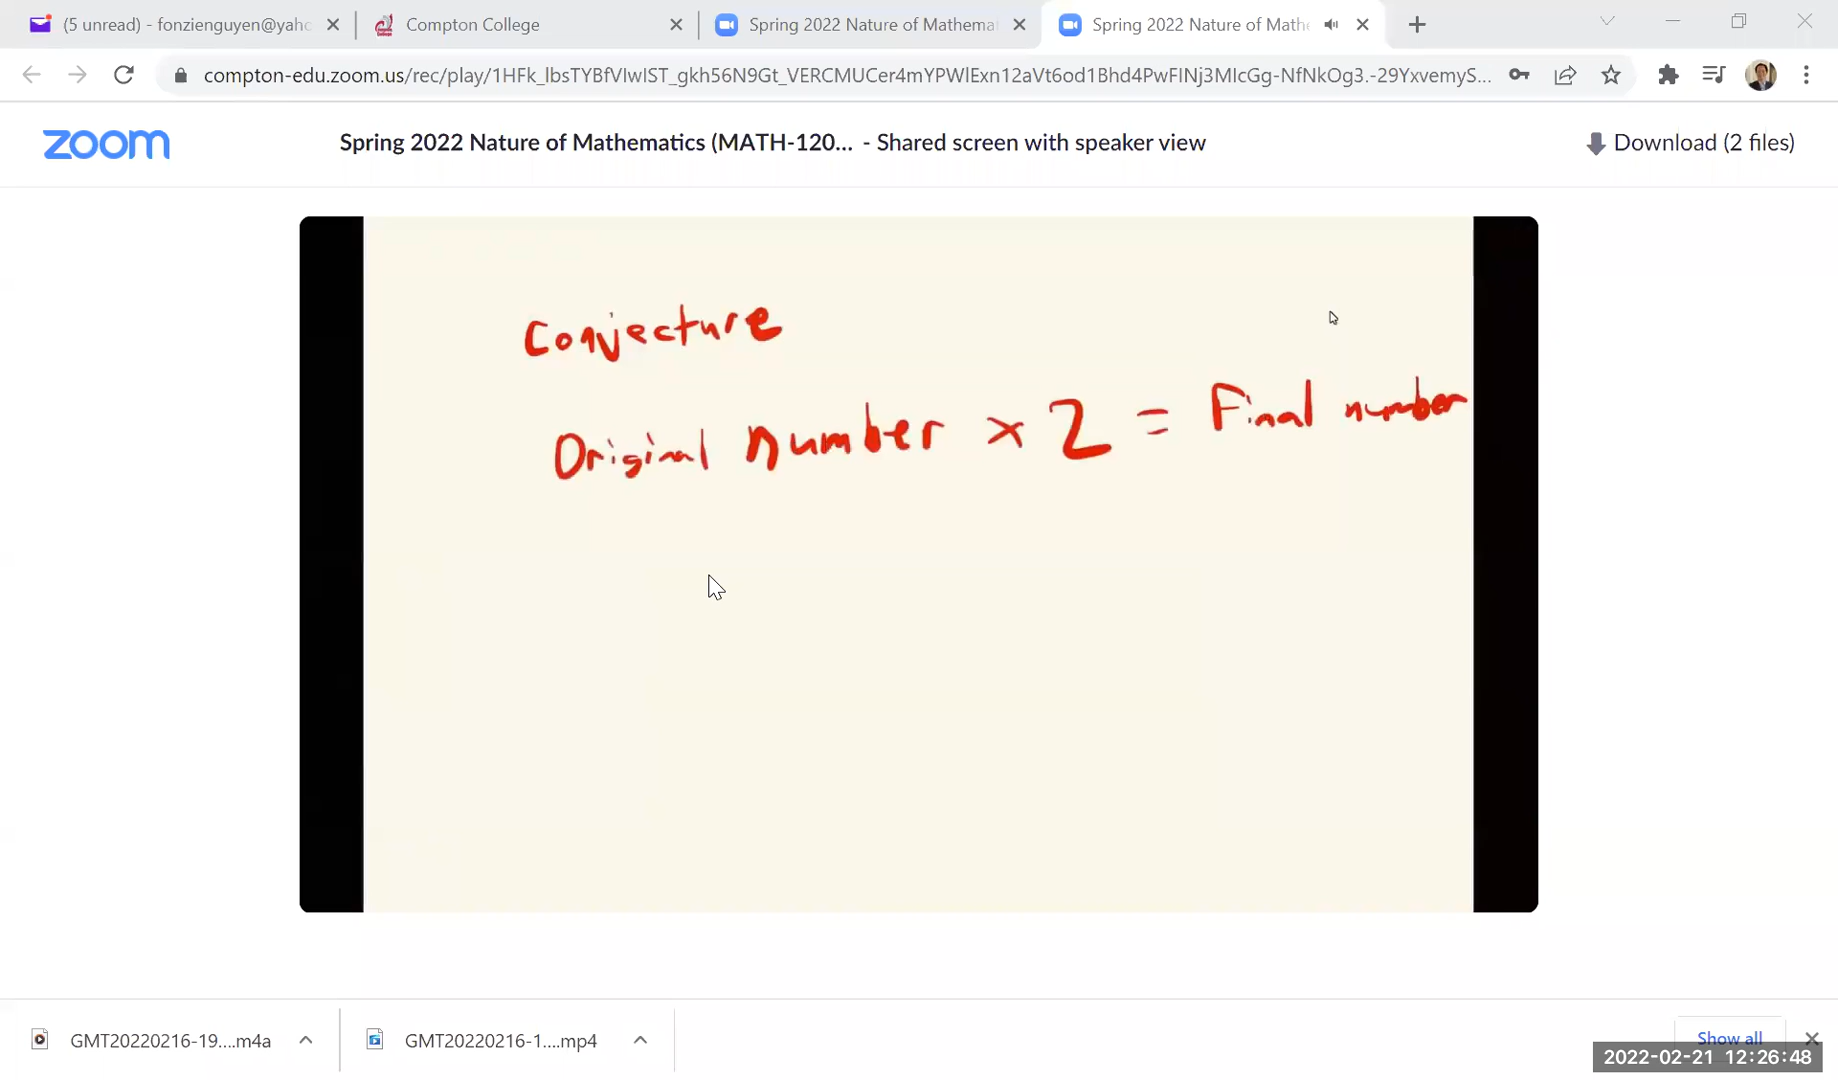 (5 unread) - fonzienguyen@yaho
Compton College
Spring 2022 Nature of Mathema
Spring 2022 Nature of Mathe
compton-edu.zoom.us/rec/play/1HFk_lbsTYBfVIwIST_gkh56N9Gt_VERCMUCer4mYPWlExn12aVt6od1Bhd4PwFINj3MIcGg-NfNkOg3.-29YxvemyS...
zoom
Spring 2022 Nature of Mathematics (MATH-120... - Shared screen with speaker view
Download (2 files)
Conjecture
Original number × 2 = Final number
GMT20220216-19....m4a
GMT20220216-1....mp4
Show all
2022-02-21 12:26:48